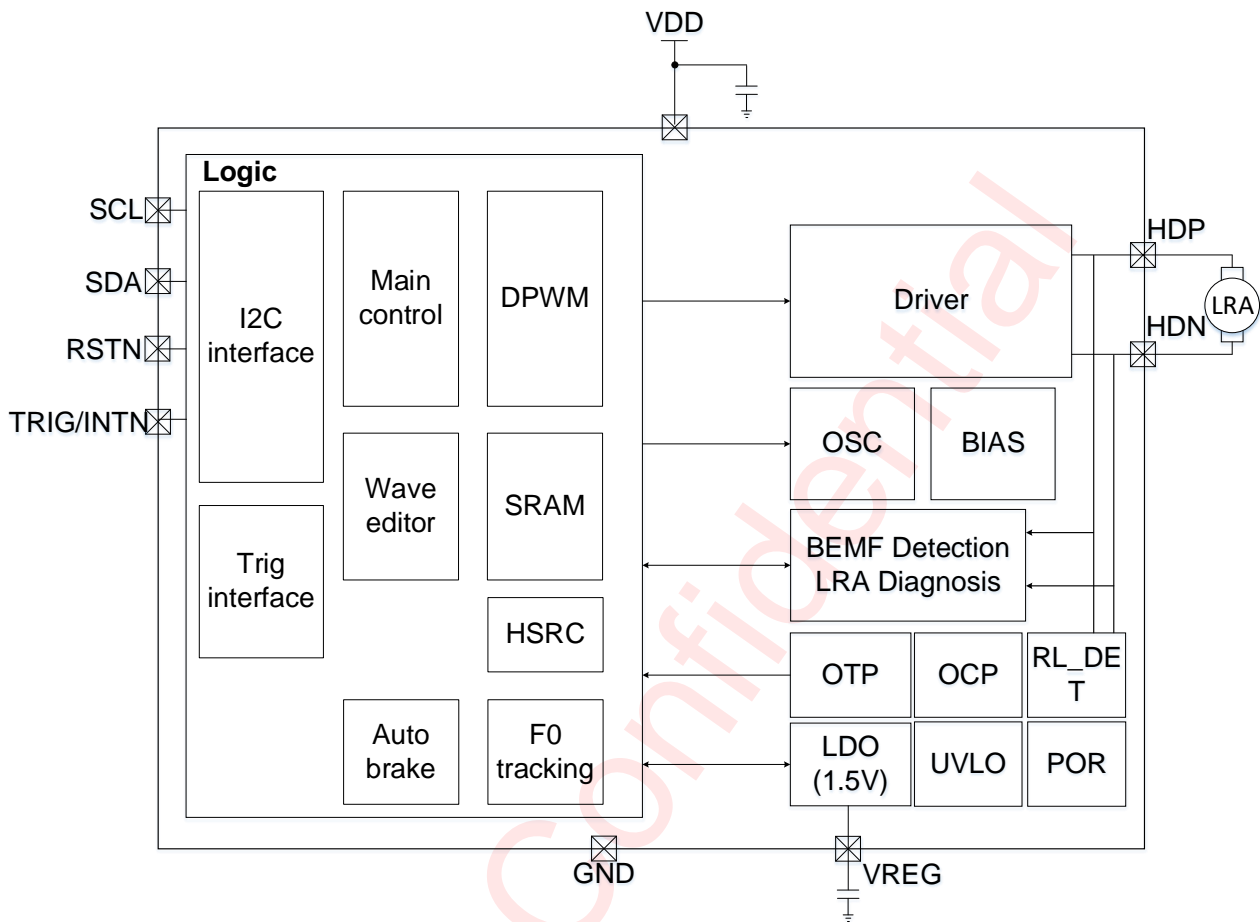 VDD
Logic
SCL
SDA
RSTN
TRIG/INTN
I2C
interface
Trig
interface
Main
control
Wave
editor
Auto
brake
DPWM
SRAM
HSRC
F0
tracking
Driver
OSC
BIAS
BEMF Detection
LRA Diagnosis
OTP
OCP
RL_DE
T
LDO
(1.5V)
UVLO
POR
HDP
HDN
LRA
GND
VREG
Confidential